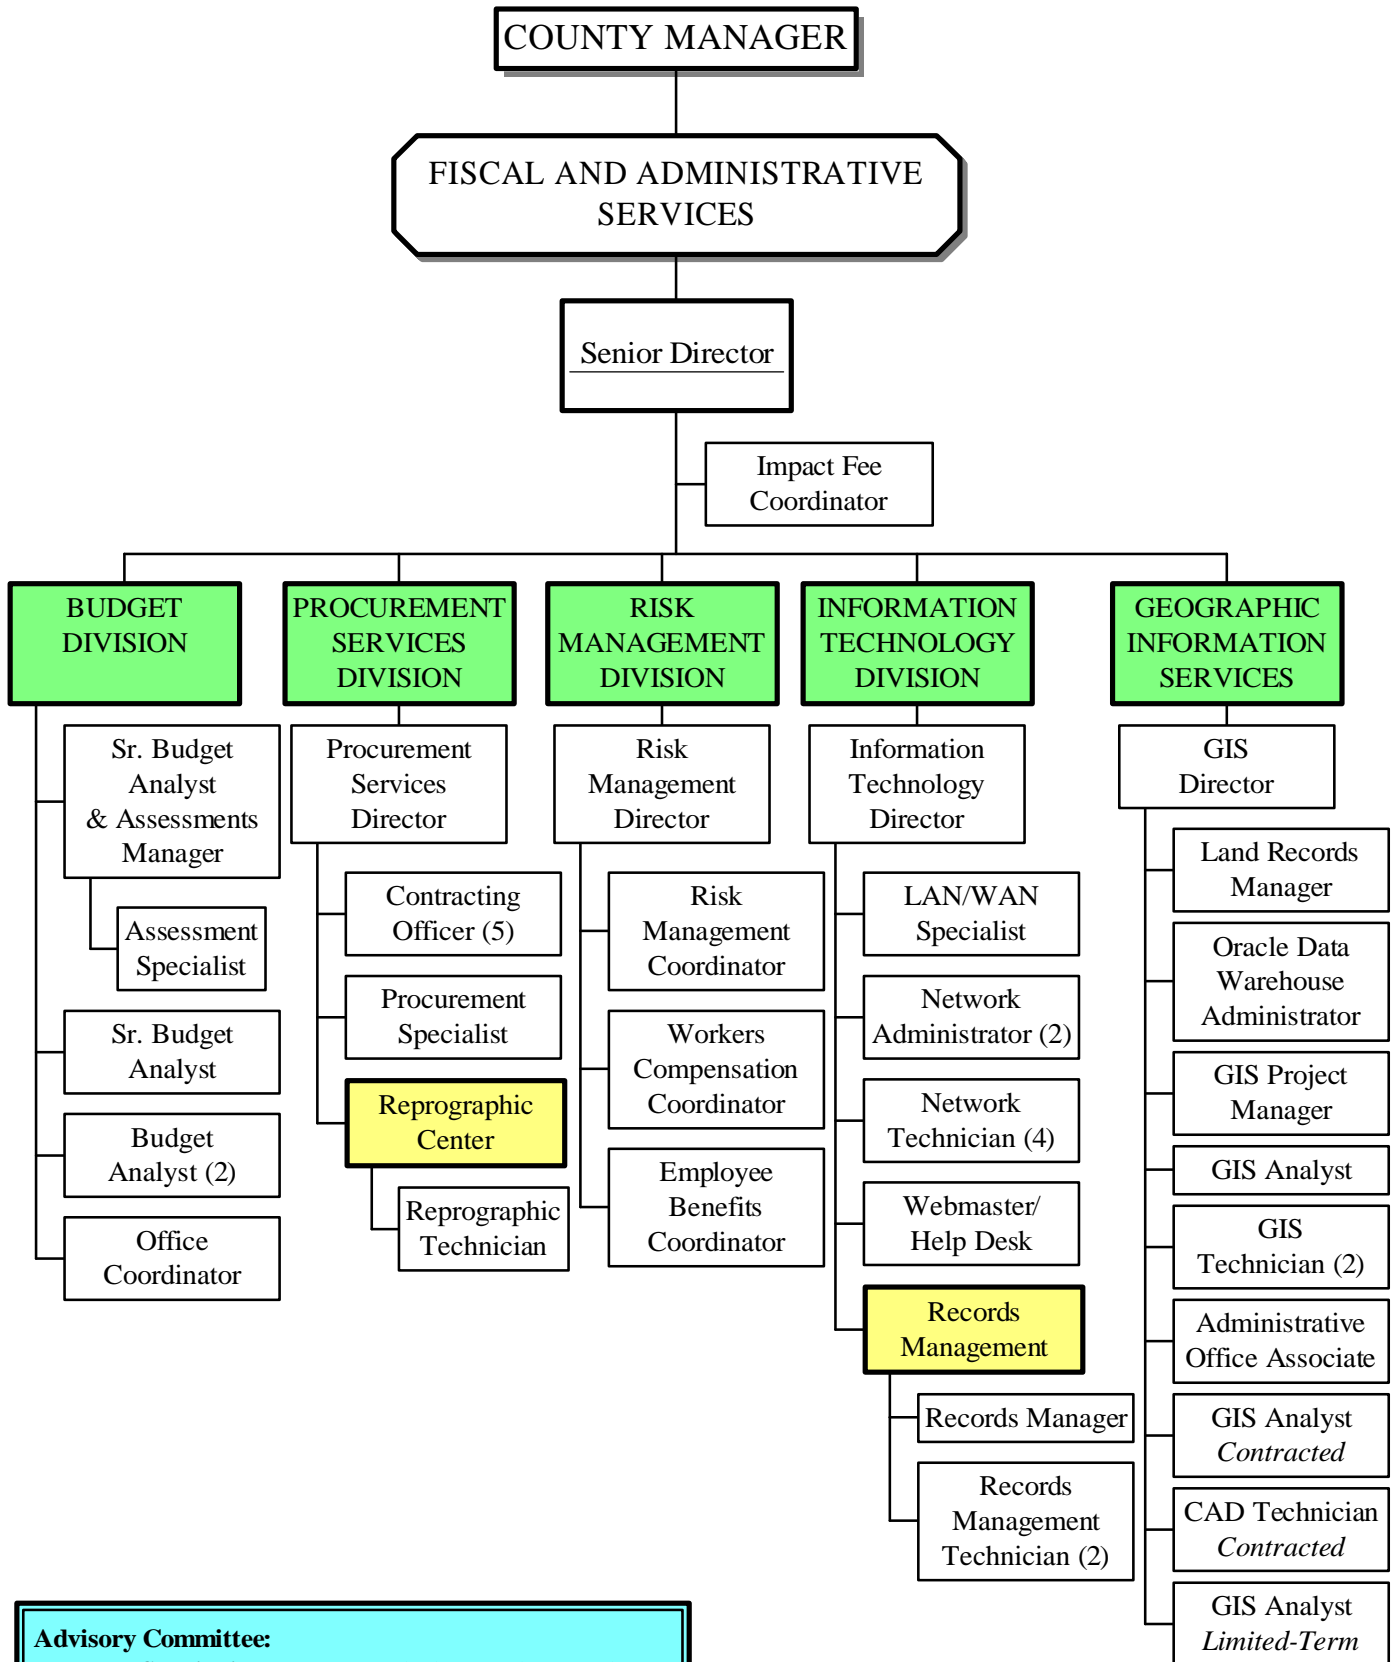 COUNTY MANAGER
FISCAL AND ADMINISTRATIVE
SERVICES
Senior Director
Impact Fee
Coordinator
BUDGET
DIVISION
Sr. Budget
Analyst
& Assessments
Manager
Assessment
Specialist
Sr. Budget
Analyst
Budget
Analyst (2)
Office
Coordinator
PROCUREMENT
SERVICES
DIVISION
Procurement
Services
Director
Contracting
Officer (5)
Procurement
Specialist
Reprographic
Center
Reprographic
Technician
RISK
MANAGEMENT
DIVISION
Risk
Management
Director
Risk
Management
Coordinator
Workers
Compensation
Coordinator
Employee
Benefits
Coordinator
INFORMATION
TECHNOLOGY
DIVISION
Information
Technology
Director
LAN/WAN
Specialist
Network
Administrator (2)
Network
Technician (4)
Webmaster/
Help Desk
Records
Management
Records Manager
Records
Management
Technician (2)
GEOGRAPHIC
INFORMATION
SERVICES
GIS
Director
Land Records
Manager
Oracle Data
Warehouse
Administrator
GIS Project
Manager
GIS Analyst
GIS
Technician (2)
Administrative
Office Associate
GIS Analyst
Contracted
CAD Technician
Contracted
GIS Analyst
Limited-Term
Advisory Committee: